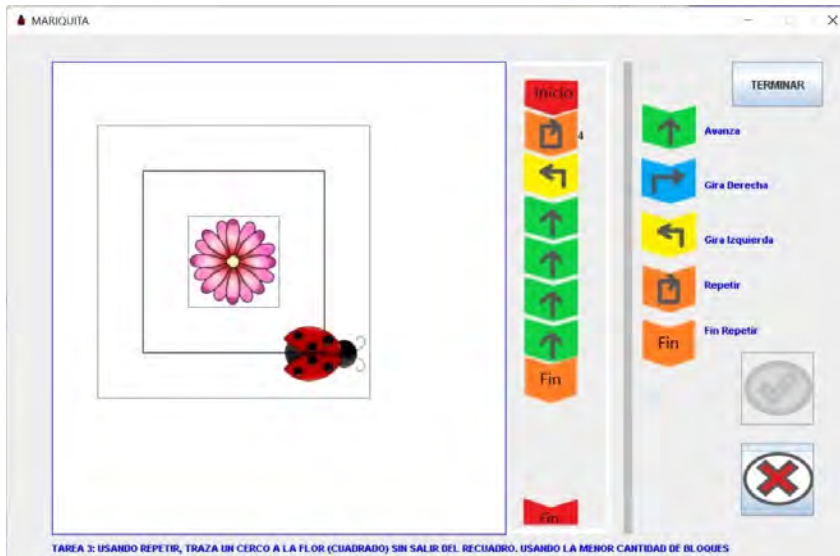 MARIQUITA
Inicio
4
Fin
Fin
TERMINAR
Avanza
Gira Derecha
Gira Izquierda
Repetir
Fin Repetir
Fin
TAREA 3: USANDO REPETIR, TRAZA UN CERCO A LA FLOR (CUADRADO) SIN SALIR DEL RECUADRO. USANDO LA MENOR CANTIDAD DE BLOQUES